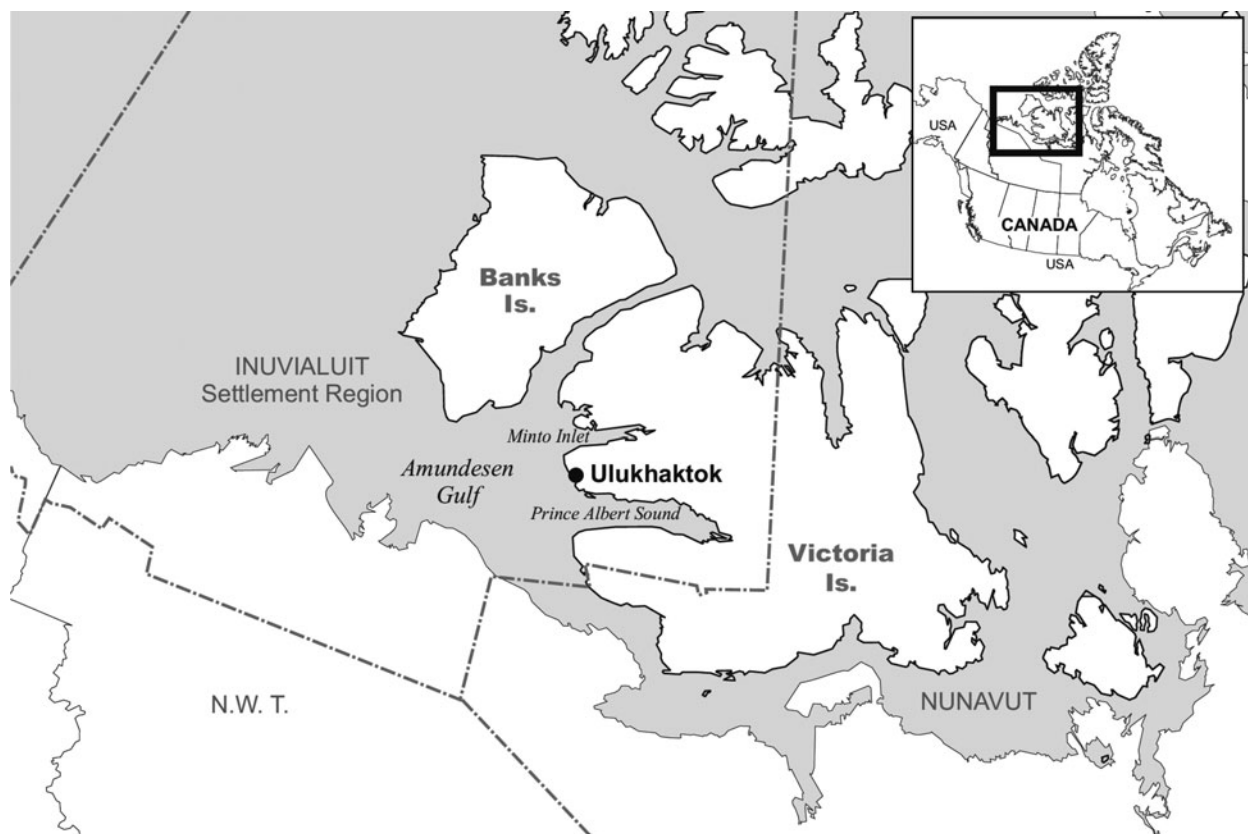 USA
CANADA
USA
Banks
Is.
INUVIALUIT
Settlement Region
Minto Inlet
Amundesen
Gulf
Ulukhaktok
Prince Albert Sound
Victoria
Is.
N.W. T.
NUNAVUT